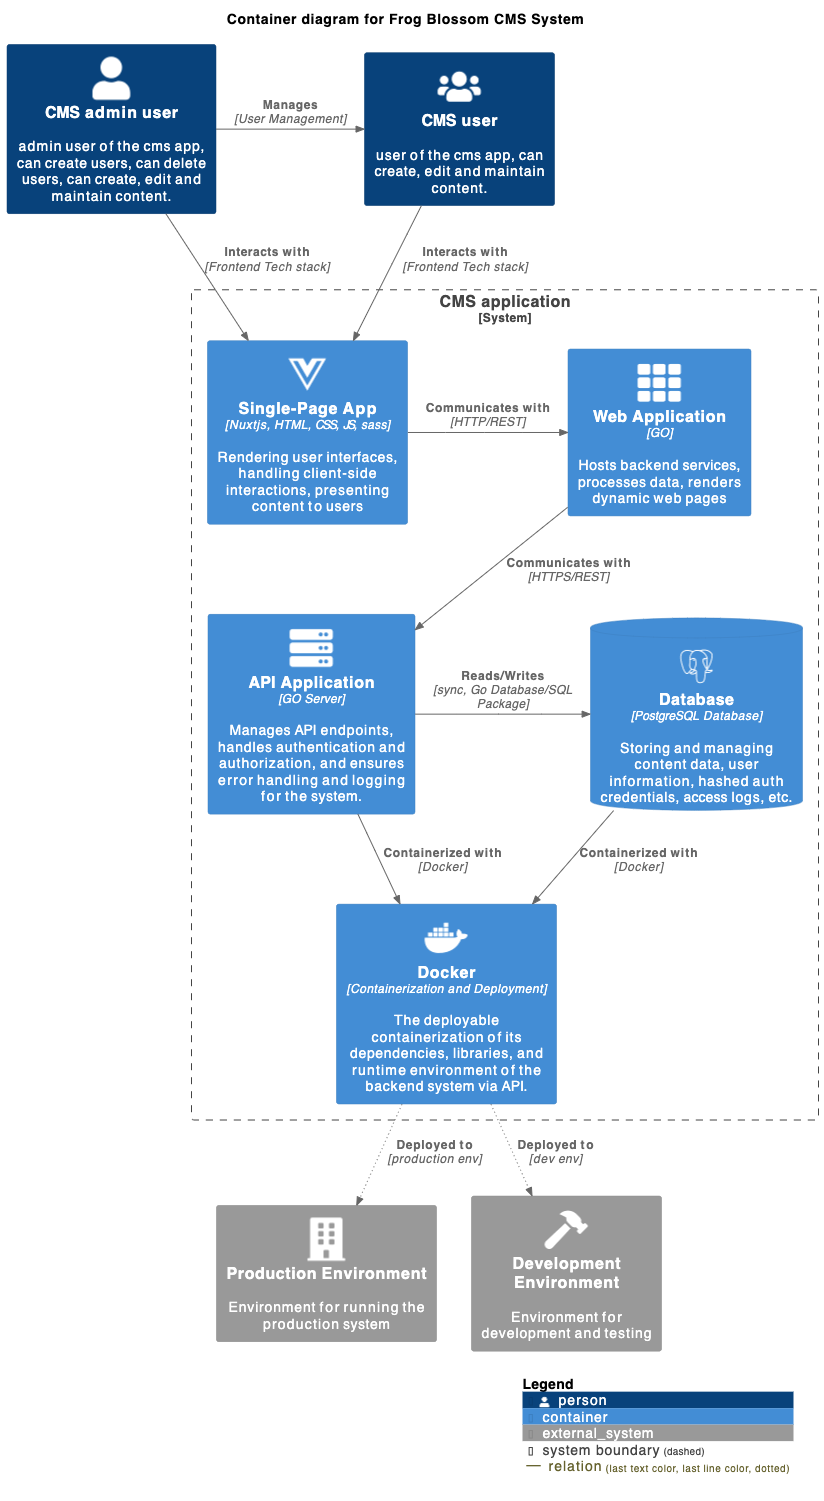 Container diagram for Frog Blossom CMS System
CMS admin user
admin user of the cms app,
can create users, can delete
users, can create, edit and
maintain content.
Manages
[User Management]
CMS user
user of the cms app, can
create, edit and maintain
content.
Interacts with
[Frontend Tech stack]
Interacts with
[Frontend Tech stack]
CMS application
[System]
Single-Page App
[Nuxtjs, HTML, CSS, JS, sass]
Rendering user interfaces,
handling client-side
interactions, presenting
content to users
Communicates with
[HTTP/REST]
Web Application
[GO]
Hosts backend services,
processes data, renders
dynamic web pages
Communicates with
[HTTPS/REST]
API Application
[GO Server]
Manages API endpoints,
handles authentication and
authorization, and ensures
error handling and logging
for the system.
Reads/Writes
[sync, Go Database/SQL
Package]
Database
[PostgreSQL Database]
Storing and managing
content data, user
information, hashed auth
credentials, access logs, etc.
Containerized with
[Docker]
Containerized with
[Docker]
Docker
[Containerization and Deployment]
The deployable
containerization of its
dependencies, libraries, and
runtime environment of the
backend system via API.
Deployed to
[production env]
Deployed to
[dev env]
Production Environment
Environment for running the
production system
Development
Environment
Environment for
development and testing
Legend
person
container
external_system
system boundary (dashed)
relation (last text color, last line color, dotted)